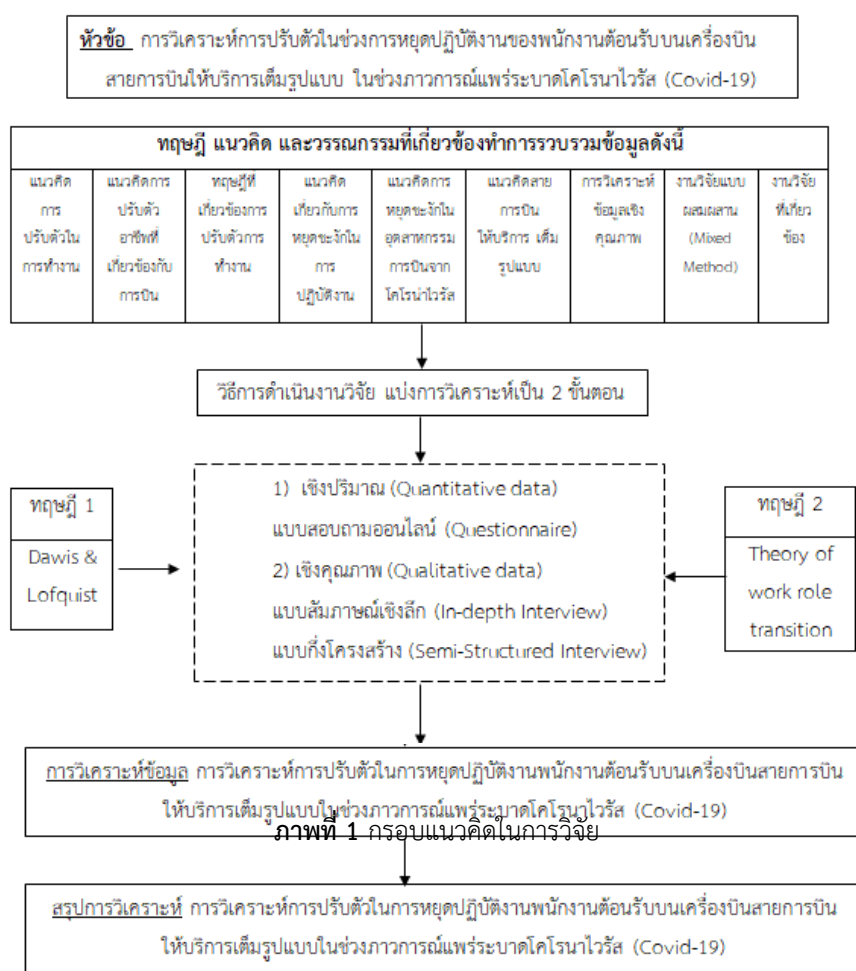 หัวข้อ การวิเคราะห์การปรับตัวในช่วงการหยุดปฏิบัติงานของพนักงานต้อนรับบนเครื่องบิน
สายการบินให้บริการเต็มรูปแบบ ในช่วงภาวการณ์แพร่ระบาดโคโรนาไวรัส (Covid-19)
ทฤษฎี แนวคิด และวรรณกรรมที่เกี่ยวข้องทำการรวบรวมข้อมูลดังนี้
แนวคิด
การ
ปรับตัวใน
การทำงาน
แนวคิดการ
ปรับตัว
อาชีพที่
เกี่ยวข้องกับ
การบิน
ทฤษฎีที่
เกี่ยวข้องการ
ปรับตัวการ
ทำงาน
แนวคิด
เกี่ยวกับการ
หยุดชะงักใน
การ
ปฏิบัติงาน
แนวคิดการ
หยุดชะงักใน
อุตสาหกรรม
การบินจาก
โคโรน่าไวรัส
แนวคิดสาย
การบิน
ให้บริการ เต็ม
รูปแบบ
การวิเคราะห์
ข้อมูลเชิง
คุณภาพ
งานวิจัยแบบ
ผสมผสาน
(Mixed
Method)
งานวิจัย
ที่เกี่ยว
ข้อง
วิธีการดำเนินงานวิจัย แบ่งการวิเคราะห์เป็น 2 ขั้นตอน
ทฤษฎี 1
Dawis &
Lofquist
1) เชิงปริมาณ (Quantitative data)
แบบสอบถามออนไลน์ (Questionnaire)
2) เชิงคุณภาพ (Qualitative data)
แบบสัมภาษณ์เชิงลึก (In-depth Interview)
แบบกึ่งโครงสร้าง (Semi-Structured Interview)
ทฤษฎี 2
Theory of
work role
transition
การวิเคราะห์ข้อมูล การวิเคราะห์การปรับตัวในการหยุดปฏิบัติงานพนักงานต้อนรับบนเครื่องบินสายการบิน
ให้บริการเต็มรูปแบบในช่วงภาวการณ์แพร่ระบาดโคโรนาไวรัส (Covid-19)
ภาพที่ 1 กรอบแนวคิดในการวิจัย
สรุปการวิเคราะห์ การวิเคราะห์การปรับตัวในการหยุดปฏิบัติงานพนักงานต้อนรับบนเครื่องบินสายการบิน
ให้บริการเต็มรูปแบบในช่วงภาวการณ์แพร่ระบาดโคโรนาไวรัส (Covid-19)